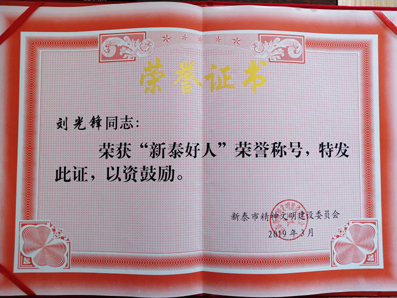 荣誉证书
刘光锋同志：
荣获“新泰好人”荣誉称号，特发
此证，以资鼓励。
新泰市精神文明建设委员会
2019年3月